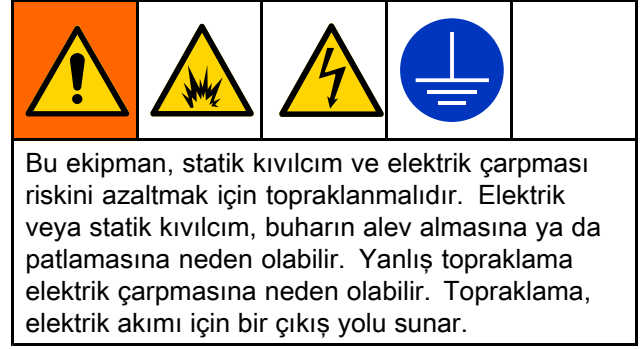 Bu ekipman, statik kıvılcım ve elektrik çarpması
riskini azaltmak için topraklanmalıdır. Elektrik
veya statik kıvılcım, buharın alev almasına ya da
patlamasına neden olabilir. Yanlış topraklama
elektrik çarpmasına neden olabilir. Topraklama,
elektrik akımı için bir çıkış yolu sunar.